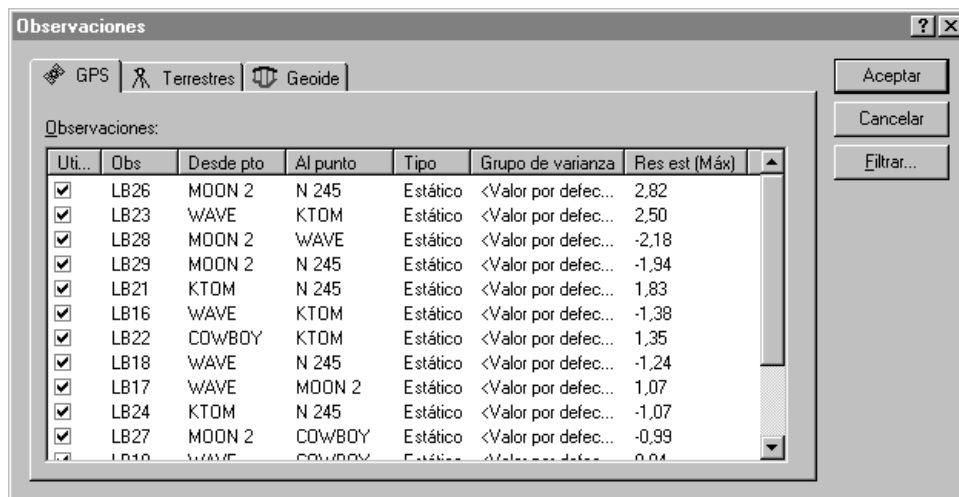 Observaciones
GPS Terrestres Geoide
Aceptar
Cancelar
Filtrar...
Observaciones:
Uti... Obs Desde pto Al punto Tipo Grupo de varianza Res est (Máx)
LB26 MOON 2 N 245 Estático <Valor por defec... 2,82
LB23 WAVE KTOM Estático <Valor por defec... 2,50
LB28 MOON 2 WAVE Estático <Valor por defec... -2,18
LB29 MOON 2 N 245 Estático <Valor por defec... -1,94
LB21 KTOM N 245 Estático <Valor por defec... 1,83
LB16 WAVE KTOM Estático <Valor por defec... -1,38
LB22 COWBOY KTOM Estático <Valor por defec... 1,35
LB18 WAVE N 245 Estático <Valor por defec... -1,24
LB17 WAVE MOON 2 Estático <Valor por defec... 1,07
LB24 KTOM N 245 Estático <Valor por defec... -1,07
LB27 MOON 2 COWBOY Estático <Valor por defec... -0,99
WAVE COWBOY Estático <Valor por defec...